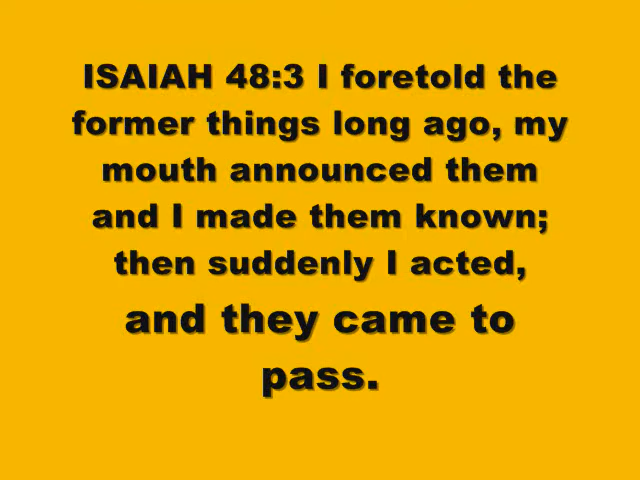 ISAIAH 48:3 I foretold the
former things long ago, my
mouth announced them
and I made them known;
then suddenly I acted,
and they came to
pass.